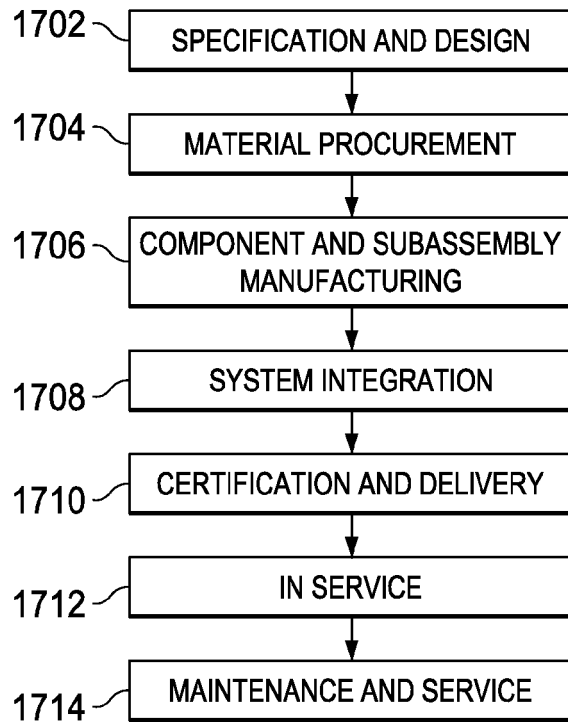 1702
SPECIFICATION AND DESIGN
1704
MATERIAL PROCUREMENT
1706
COMPONENT AND SUBASSEMBLY
MANUFACTURING
1708
SYSTEM INTEGRATION
1710
CERTIFICATION AND DELIVERY
1712
IN SERVICE
1714
MAINTENANCE AND SERVICE